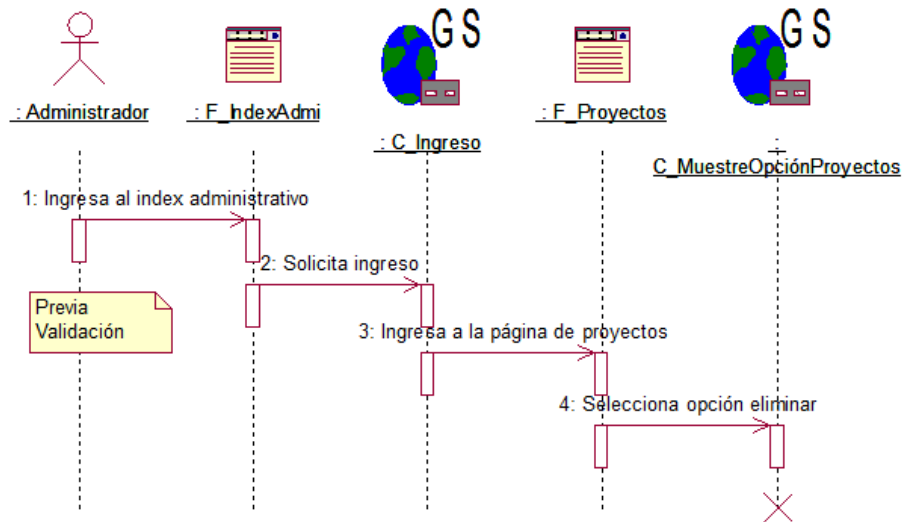 GS
GS
: Administrador
: F_IndexAdmi
: C_Ingreso
: F_Proyectos
:
C_MuestreOpciónProyectos
1: Ingresa al index administrativo
2: Solicita ingreso
Previa
Validación
3: Ingresa a la página de proyectos
4: Selecciona opción eliminar